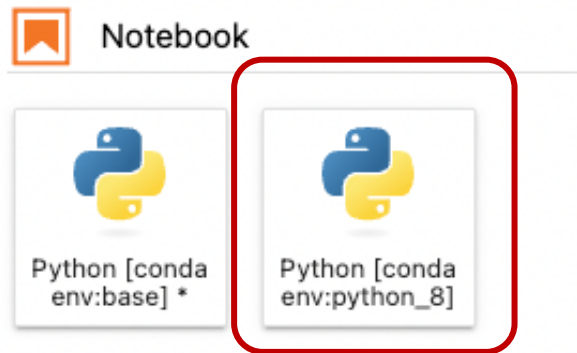 Notebook
Python [conda
env:base] *
Python [conda
env:python_8]